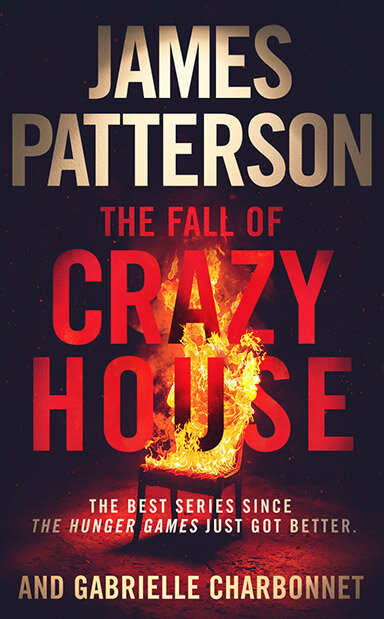 JAMES
PATTERSON
THE FALL OF
CRAZY
HOUSE
THE BEST SERIES SINCE
THE HUNGER GAMES JUST GOT BETTER.
AND GABRIELLE CHARBONNET